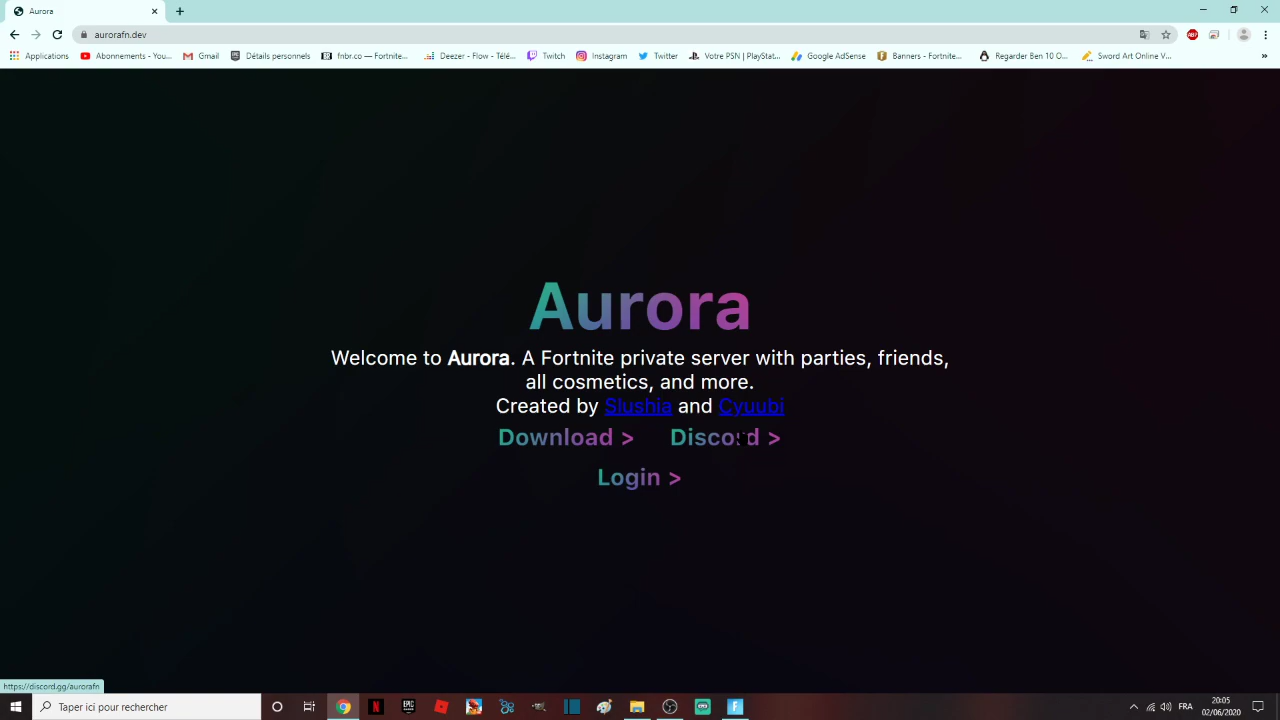 Aurora
aurorafn.dev
Applications
Abonnements - You...
Gmail
Détails personnels
fnbr.co — Fortnite...
Deezer - Flow - Télé...
Twitch
Instagram
Twitter
Votre PSN | PlayStat...
Google AdSense
Banners - Fortnite...
Regarder Ben 10 O...
Sword Art Online V...
»
Aurora
Welcome to Aurora. A Fortnite private server with parties, friends,
all cosmetics, and more.
Created by Slushia and Cyuubi
Download > Discord >
Login >
https://discord.gg/aurorafn
Taper ici pour rechercher
FRA
20:05
02/06/2020